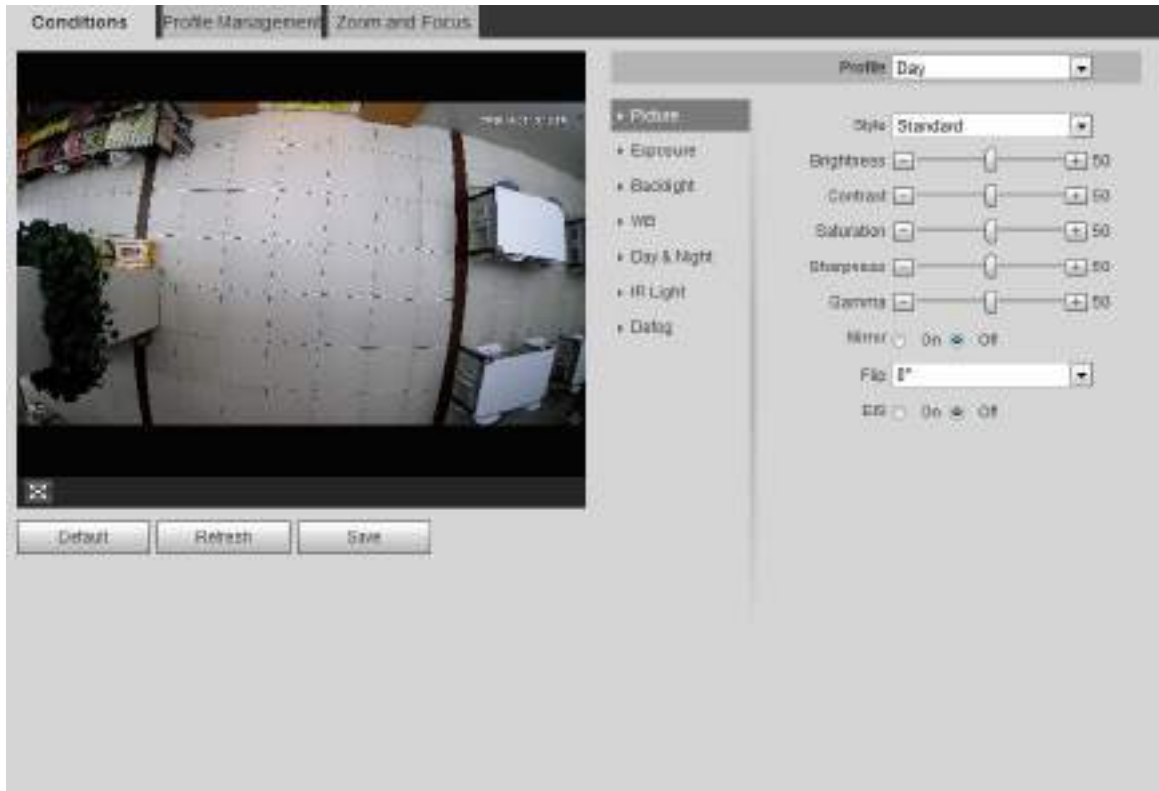 Conditions
Profile Management
Zoom and Focus
Profile Day
Picture
Exposure
Backlight
WB
Day & Night
IR Light
Defog
Style Standard
Brightness - + 50
Contrast - + 50
Saturation - + 50
Sharpness - + 50
Gamma - + 50
Mirror On Off
Flip 0°
EIS On Off
Default
Refresh
Save